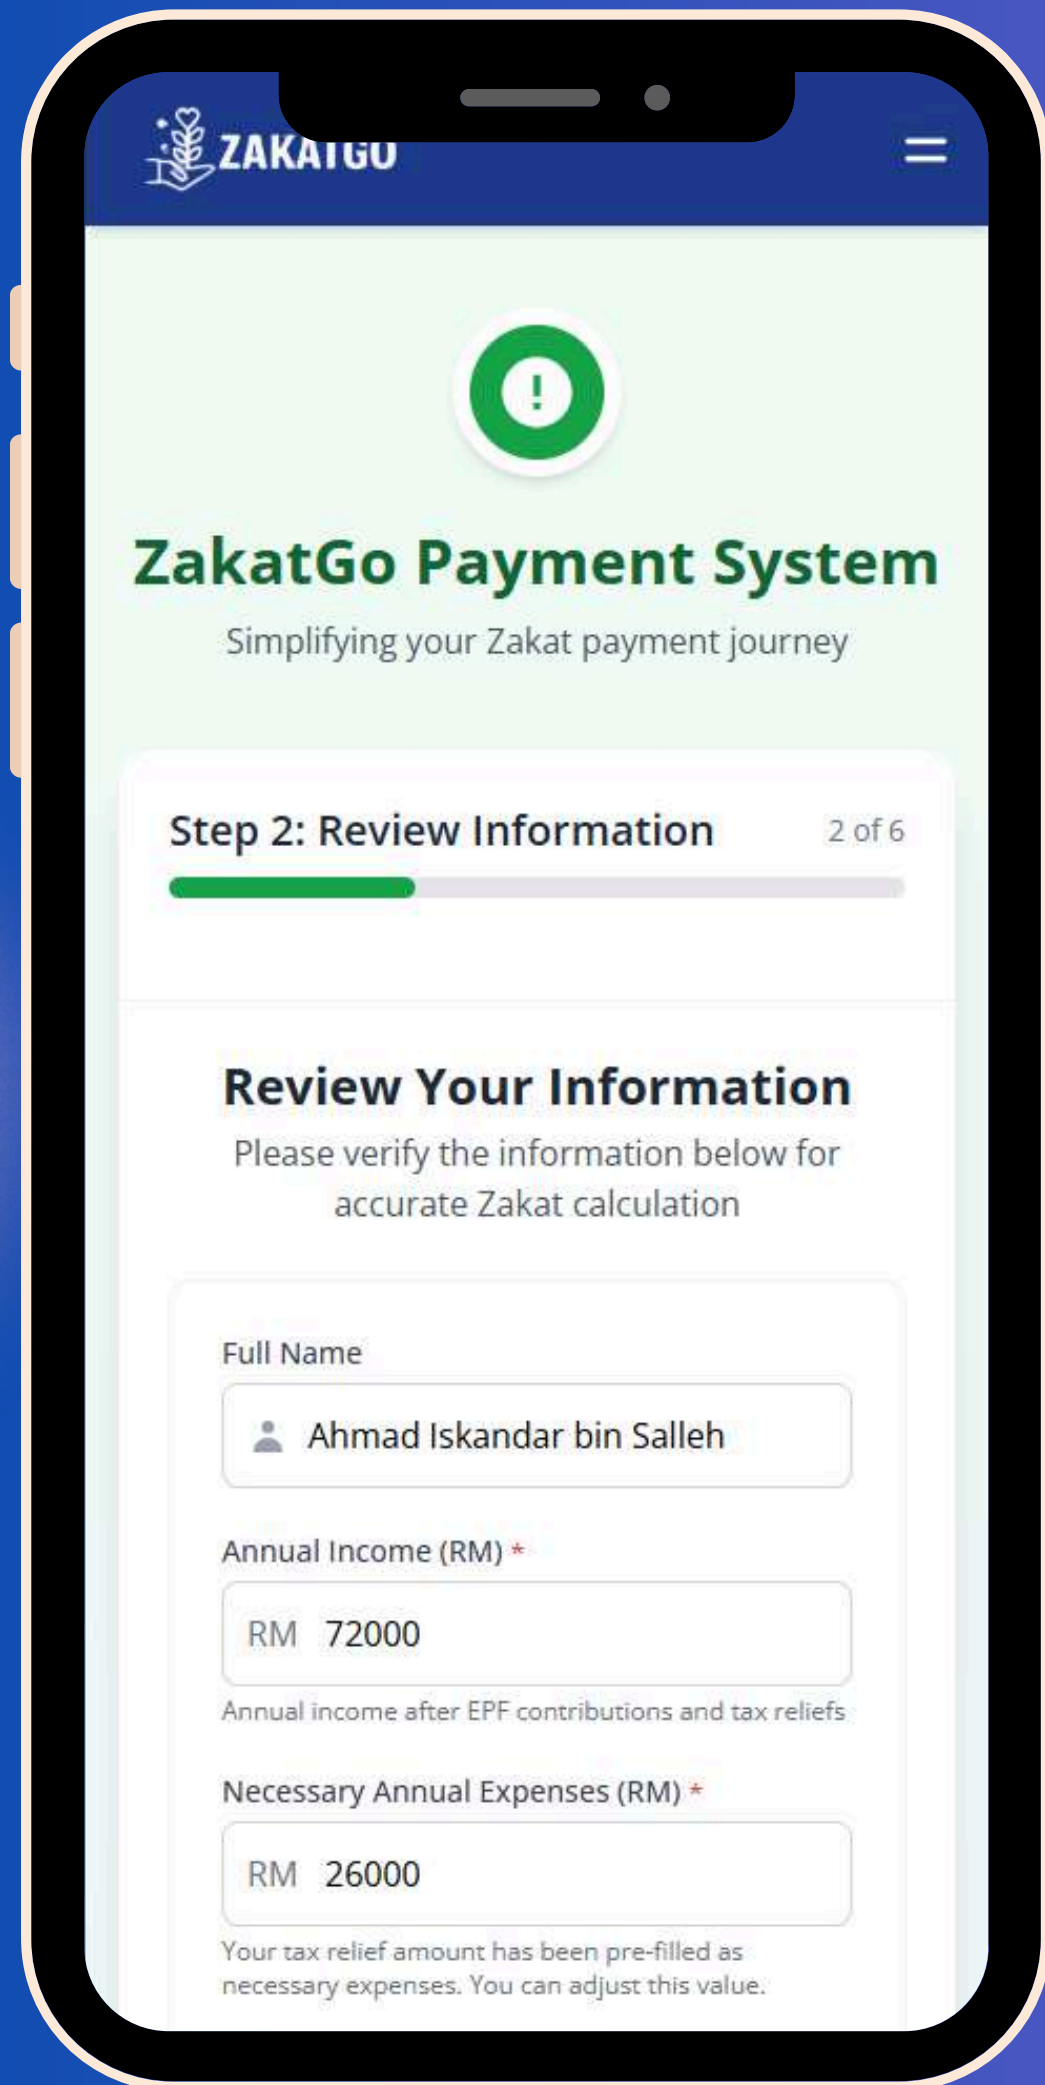 ZAKATGO
!
ZakatGo Payment System
Simplifying your Zakat payment journey
Step 2: Review Information
2 of 6
Review Your Information
Please verify the information below for
accurate Zakat calculation
Full Name
Ahmad Iskandar bin Salleh
Annual Income (RM) *
RM 72000
Annual income after EPF contributions and tax reliefs
Necessary Annual Expenses (RM) *
RM 26000
Your tax relief amount has been pre-filled as
necessary expenses. You can adjust this value.